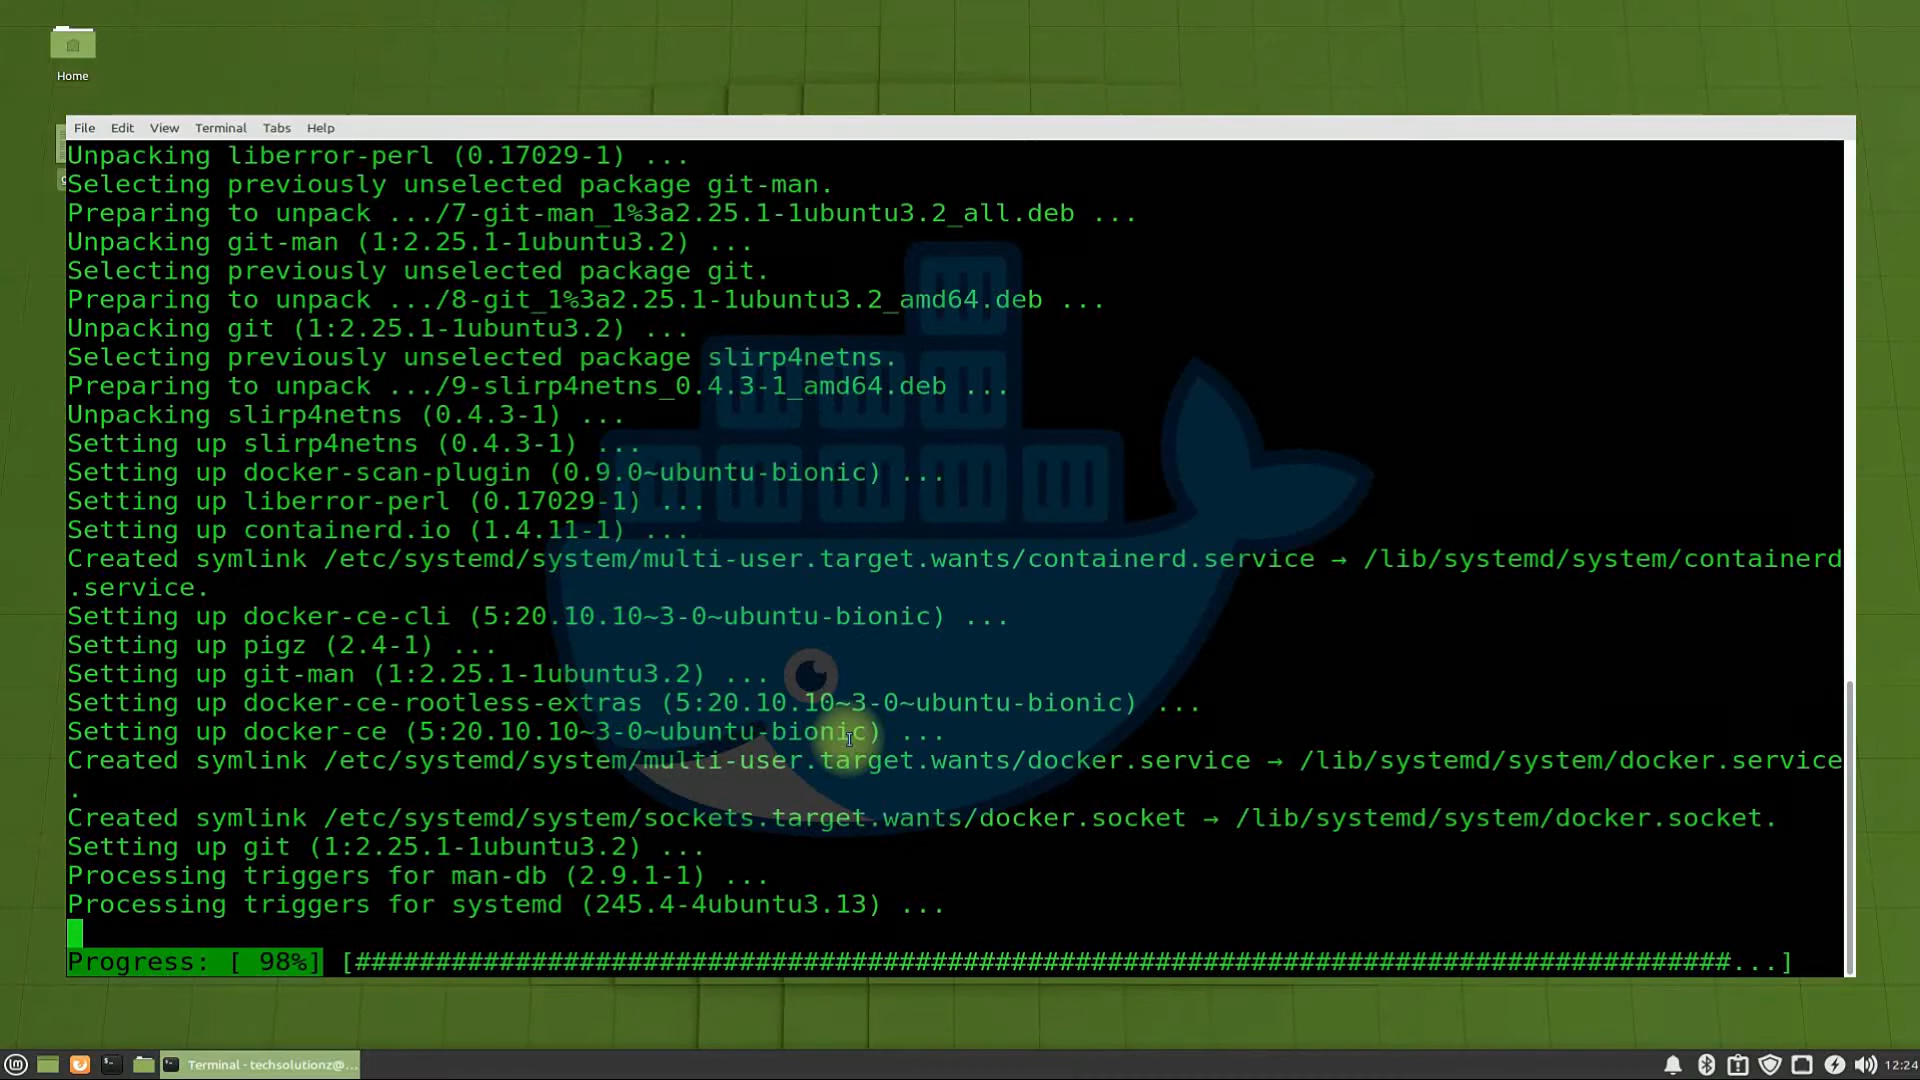 Home
File Edit View Terminal Tabs Help
Unpacking liberror-perl (0.17029-1) ...
Selecting previously unselected package git-man.
Preparing to unpack .../7-git-man_1%3a2.25.1-1ubuntu3.2_all.deb ...
Unpacking git-man (1:2.25.1-1ubuntu3.2) ...
Selecting previously unselected package git.
Preparing to unpack .../8-git_1%3a2.25.1-1ubuntu3.2_amd64.deb ...
Unpacking git (1:2.25.1-1ubuntu3.2) ...
Selecting previously unselected package slirp4netns.
Preparing to unpack .../9-slirp4netns_0.4.3-1_amd64.deb ...
Unpacking slirp4netns (0.4.3-1) ...
Setting up slirp4netns (0.4.3-1) ...
Setting up docker-scan-plugin (0.9.0~ubuntu-bionic) ...
Setting up liberror-perl (0.17029-1) ...
Setting up containerd.io (1.4.11-1) ...
Created symlink /etc/systemd/system/multi-user.target.wants/containerd.service → /lib/systemd/system/containerd
.service.
Setting up docker-ce-cli (5:20.10.10~3-0~ubuntu-bionic) ...
Setting up pigz (2.4-1) ...
Setting up git-man (1:2.25.1-1ubuntu3.2) ...
Setting up docker-ce-rootless-extras (5:20.10.10~3-0~ubuntu-bionic) ...
Setting up docker-ce (5:20.10.10~3-0~ubuntu-bionic) ...
Created symlink /etc/systemd/system/multi-user.target.wants/docker.service → /lib/systemd/system/docker.service
.
Created symlink /etc/systemd/system/sockets.target.wants/docker.socket → /lib/systemd/system/docker.socket.
Setting up git (1:2.25.1-1ubuntu3.2) ...
Processing triggers for man-db (2.9.1-1) ...
Processing triggers for systemd (245.4-4ubuntu3.13) ...
Progress: [ 98%] [######################################################################################...]
Terminal - techsolutionz@...
12:24